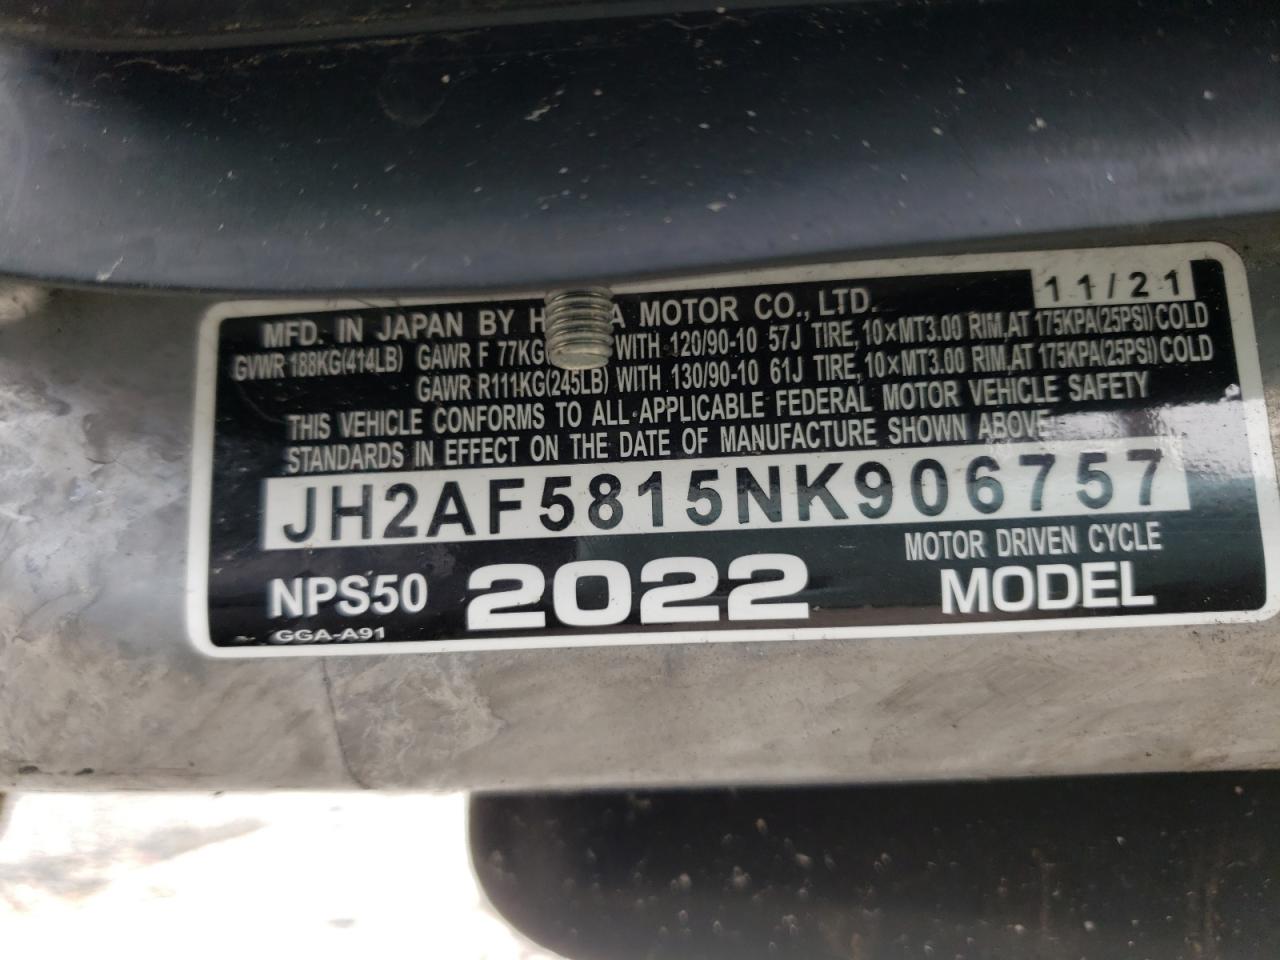 11/21
MFD. IN JAPAN BY MOTOR CO., LTD.
GVWR 188KG(414LB) GAWR F 77KG WITH 120/90-10 57J TIRE, 10×MT3.00 RIM, AT 175KPA(25PSI) COLD
GAWR R111KG(245LB) WITH 130/90-10 61J TIRE, 10×MT3.00 RIM, AT 175KPA(25PSI) COLD
THIS VEHICLE CONFORMS TO ALL APPLICABLE FEDERAL MOTOR VEHICLE SAFETY
STANDARDS IN EFFECT ON THE DATE OF MANUFACTURE SHOWN ABOVE
JH2AF5815NK906757
MOTOR DRIVEN CYCLE
NPS50 2022 MODEL
GGA-A91